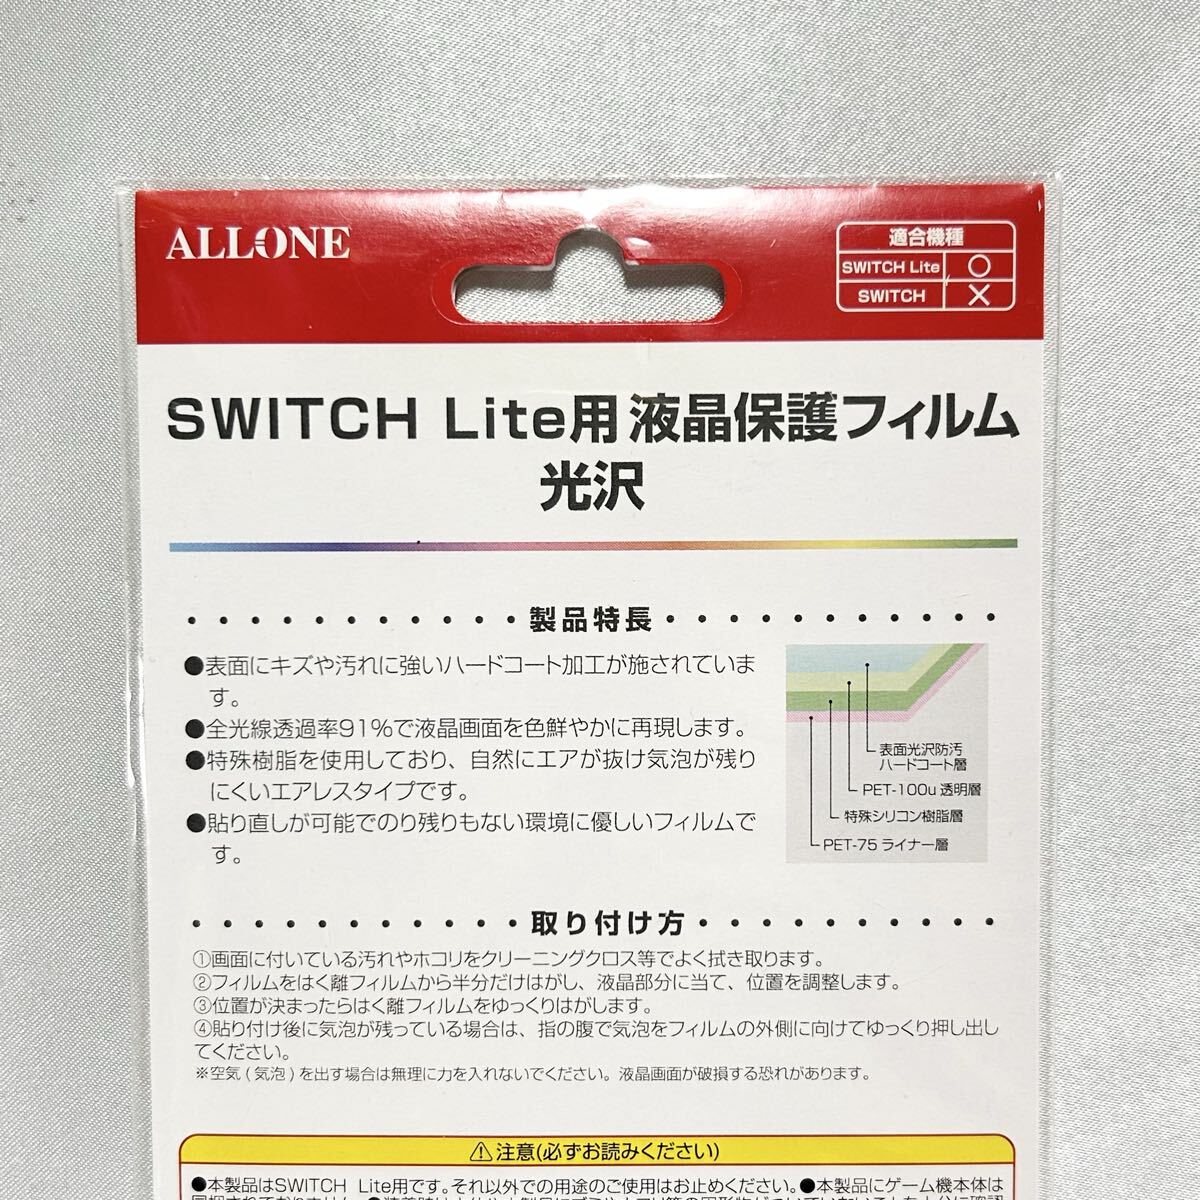 ALLONE
適合機種
SWITCH Lite ○
SWITCH ×
SWITCH Lite用 液晶保護フィルム
光沢
製品特長
●表面にキズや汚れに強いハードコート加工が施されていま
す。
●全光線透過率91%で液晶画面を色鮮やかに再現します。
●特殊樹脂を使用しており、自然にエアが抜け気泡が残り
にくいエアレスタイプです。
●貼り直しが可能でのり残りもない環境に優しいフィルムで
す。
表面光沢防汚
ハードコート層
PET-100u 透明層
特殊シリコン樹脂層
PET-75 ライナー層
取り付け方
①画面に付いている汚れやホコリをクリーニングクロス等でよく拭き取ります。
②フィルムをはく離フィルムから半分だけはがし、液晶部分に当て、位置を調整します。
③位置が決まったらはく離フィルムをゆっくりはがします。
④貼り付け後に気泡が残っている場合は、指の腹で気泡をフィルムの外側に向けてゆっくり押し出し
てください。
※空気(気泡)を出す場合は無理に力を入れないでください。液晶画面が破損する恐れがあります。
⚠注意(必ずお読みください)
●本製品はSWITCH Lite用です。それ以外での用途のご使用はお止めください。●本製品にゲーム機本体は